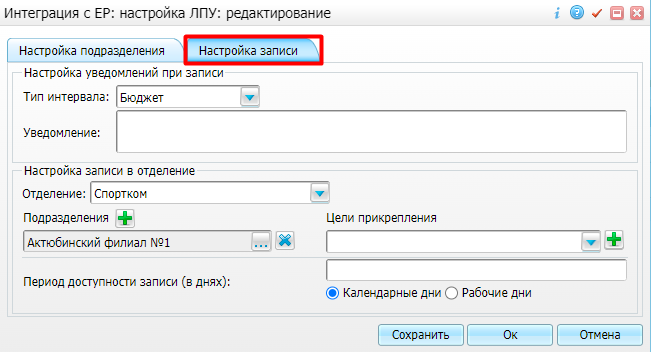 Интеграция с ЕР: настройка ЛПУ: редактирование
Настройка подразделения
Настройка записи
Настройка уведомлений при записи
Тип интервала: Бюджет
Уведомление:
Настройка записи в отделение
Отделение: Спортком
Подразделения
Цели прикрепления
Актюбинский филиал №1 ...
Период доступности записи (в днях):
Календарные дни Рабочие дни
Сохранить Ок Отмена